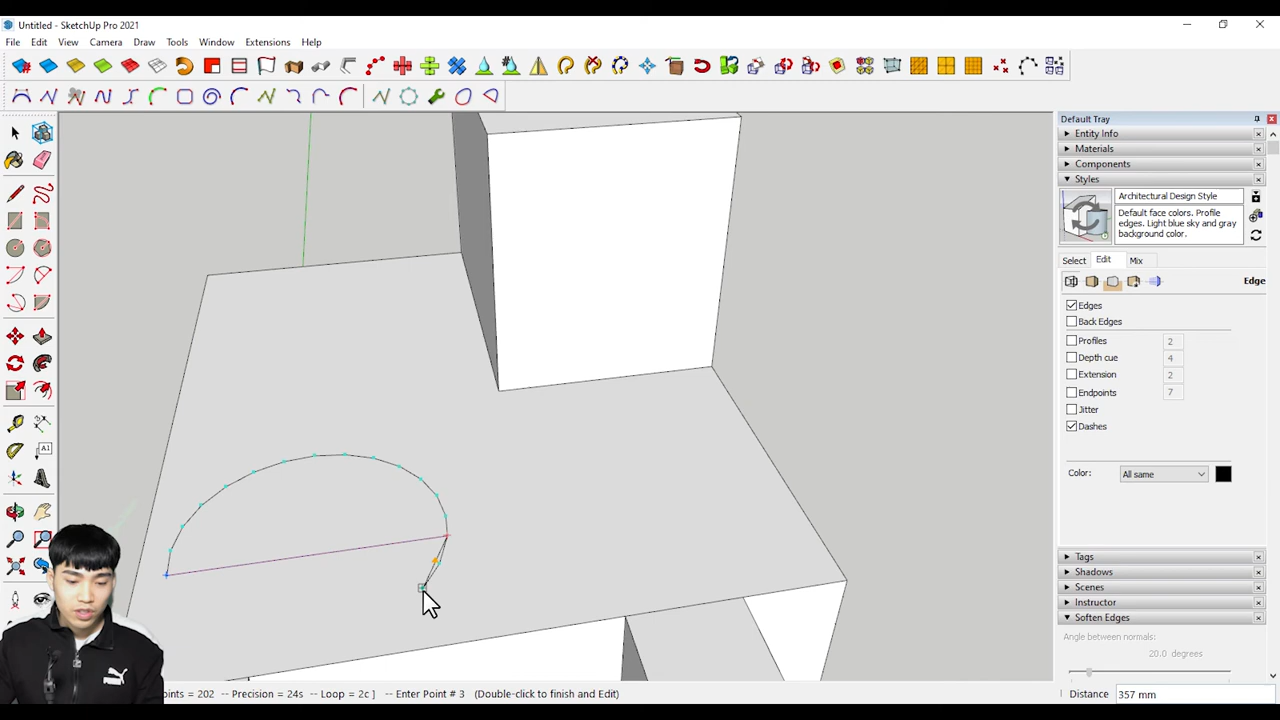 Untitled - SketchUp Pro 2021
File Edit View Camera Draw Tools Window Extensions Help
Default Tray
Entity Info
Materials
Components
Styles
Architectural Design Style
Default face colors. Profile
edges. Light blue sky and gray
background color.
Select Edit Mix
Edge
Edges
Back Edges
Profiles 2
Depth cue 4
Extension 2
Endpoints 7
Jitter
Dashes
Color: All same
Tags
Shadows
Scenes
Instructor
Soften Edges
Angle between normals:
20.0 degrees
A1
PUMA
ints = 202 -- Precision = 24s -- Loop = 2c ] -- Enter Point # 3 (Double-click to finish and Edit)
Distance 357 mm